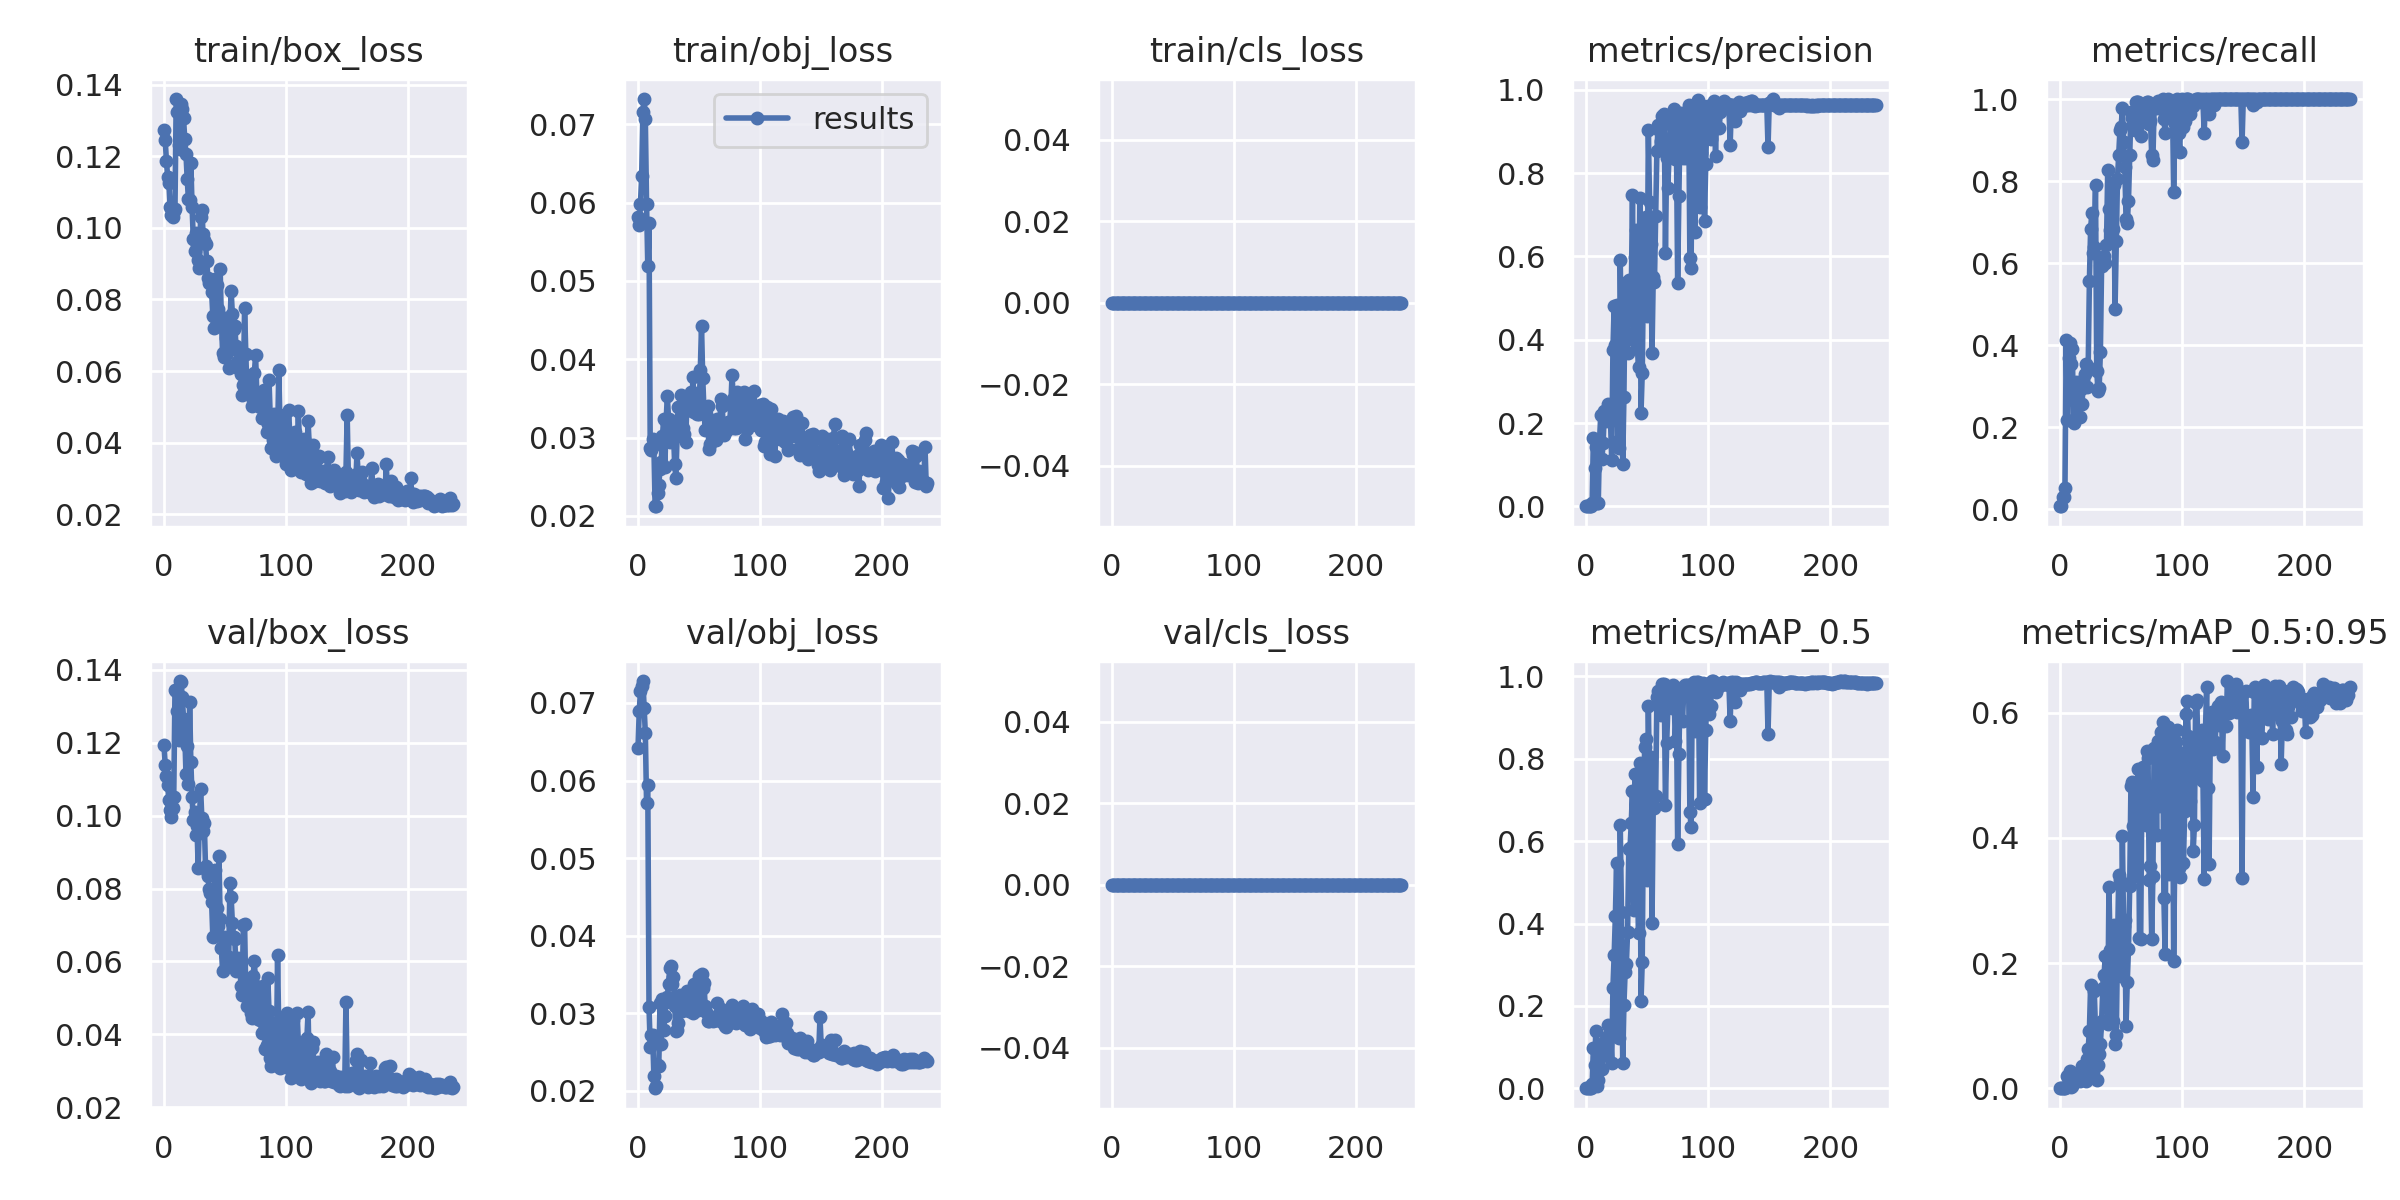 train/box_loss
0.14
0.12
0.10
0.08
0.06
0.04
0.02
0 100 200
train/obj_loss
results
0.07
0.06
0.05
0.04
0.03
0.02
0 100 200
train/cls_loss
0.04
0.02
0.00
−0.02
−0.04
0 100 200
metrics/precision
1.0
0.8
0.6
0.4
0.2
0.0
0 100 200
metrics/recall
1.0
0.8
0.6
0.4
0.2
0.0
0 100 200
val/box_loss
0.14
0.12
0.10
0.08
0.06
0.04
0.02
0 100 200
val/obj_loss
0.07
0.06
0.05
0.04
0.03
0.02
0 100 200
val/cls_loss
0.04
0.02
0.00
−0.02
−0.04
0 100 200
metrics/mAP_0.5
1.0
0.8
0.6
0.4
0.2
0.0
0 100 200
metrics/mAP_0.5:0.95
0.6
0.4
0.2
0.0
0 100 200